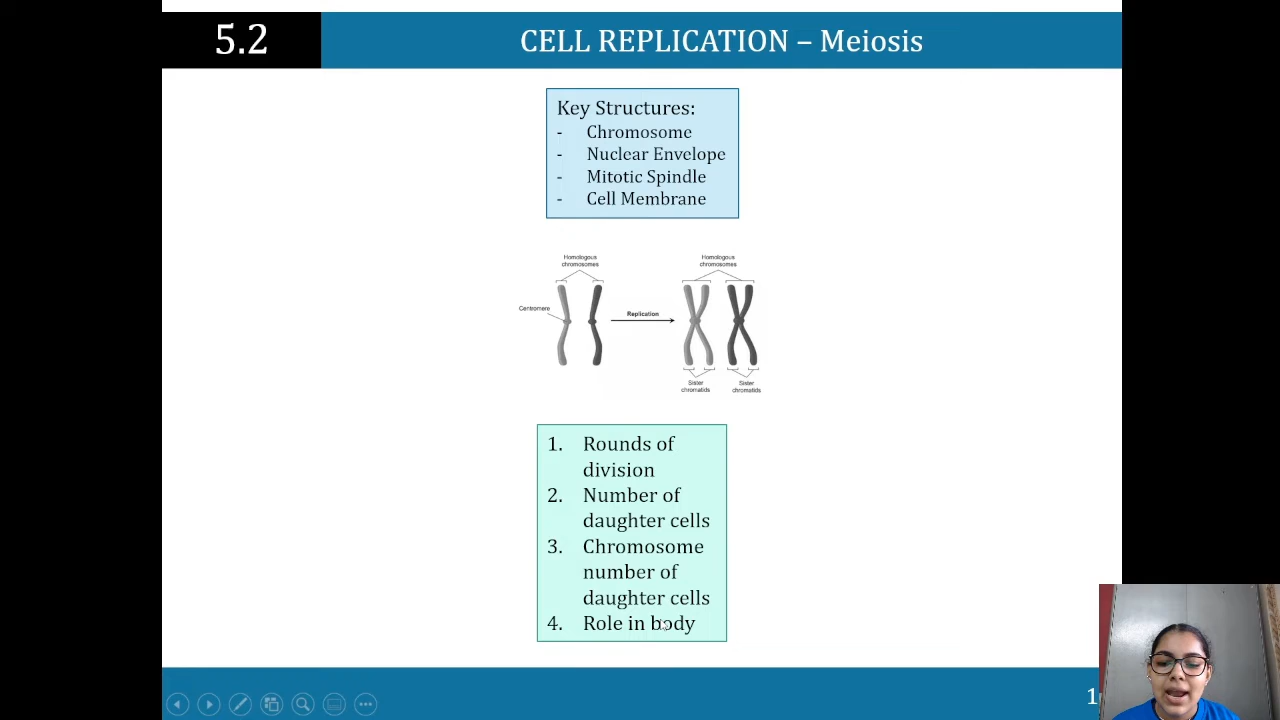 5.2
CELL REPLICATION – Meiosis
Key Structures:
- Chromosome
- Nuclear Envelope
- Mitotic Spindle
- Cell Membrane
Homologous
chromosomes
Homologous
chromosomes
Centromere
Replication
Sister
chromatids
Sister
chromatids
1. Rounds of
division
2. Number of
daughter cells
3. Chromosome
number of
daughter cells
4. Role in body